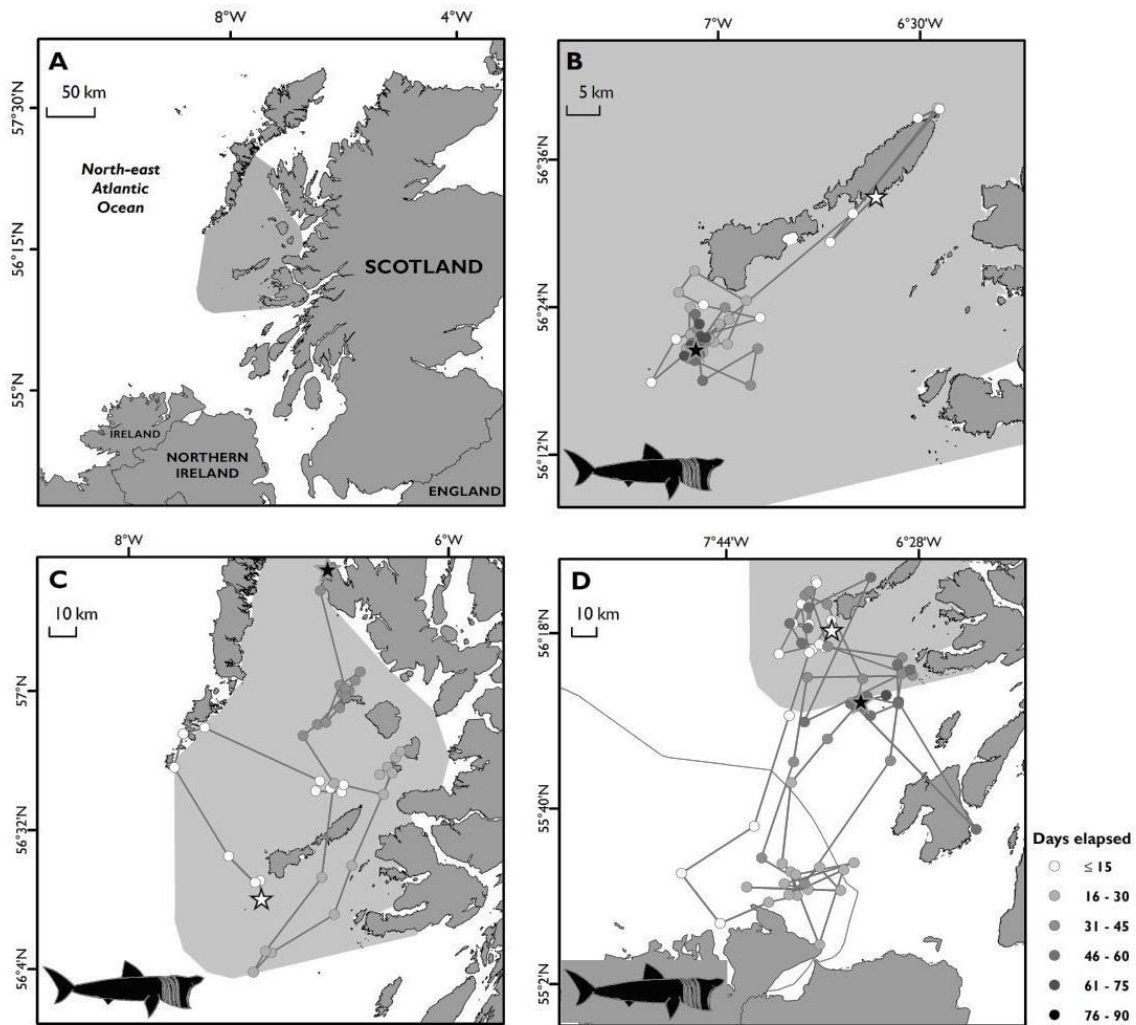 8°W 4°W
A
50 km
57°30'N
North-east
Atlantic
Ocean
56°15'N
SCOTLAND
55°N
IRELAND
NORTHERN
IRELAND
ENGLAND
7°W 6°30'W
B
5 km
56°36'N
56°24'N
56°12'N
8°W 6°W
C
10 km
57°N
56°32'N
56°4'N
7°44'W 6°28'W
D
10 km
56°18'N
55°40'N
55°2'N
Days elapsed
≤ 15
16 - 30
31 - 45
46 - 60
61 - 75
76 - 90